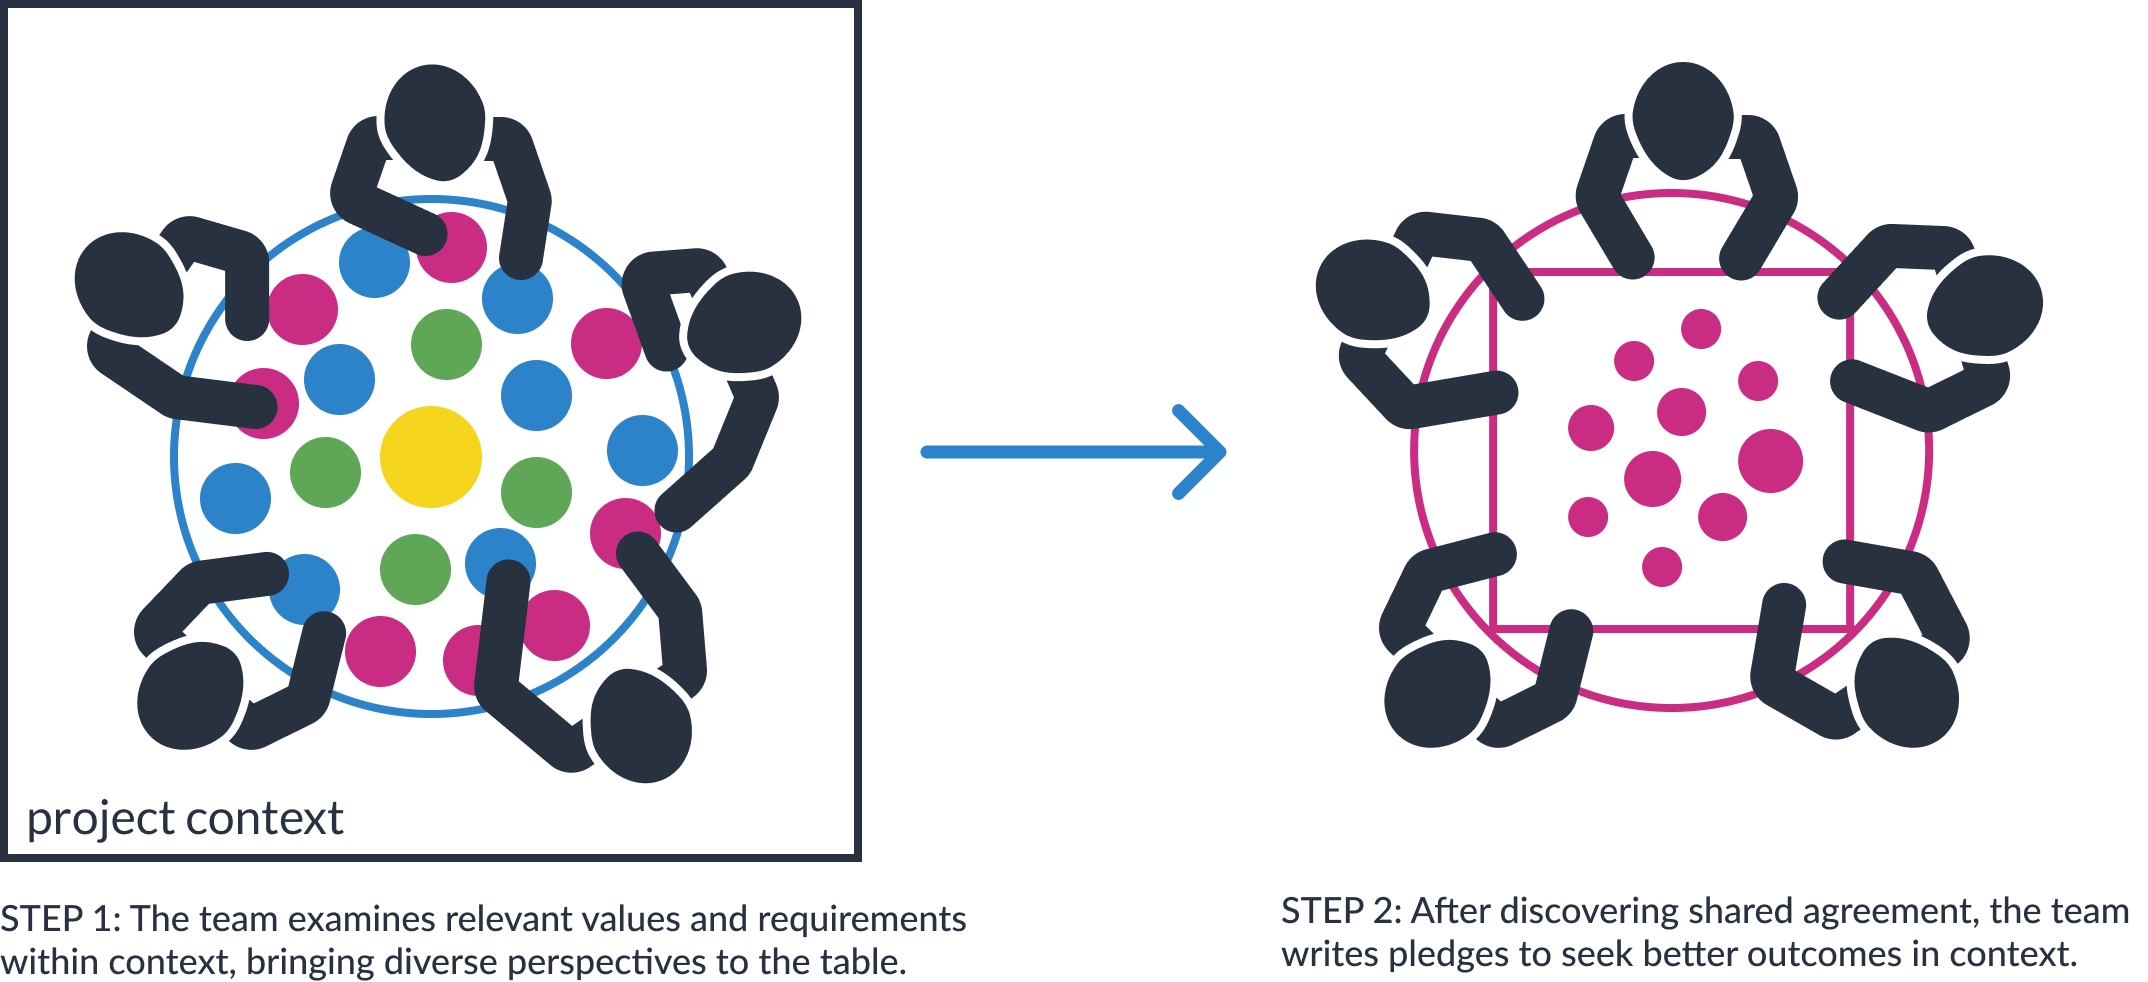 project context
STEP 1: The team examines relevant values and requirements
within context, bringing diverse perspectives to the table.
STEP 2: After discovering shared agreement, the team
writes pledges to seek better outcomes in context.